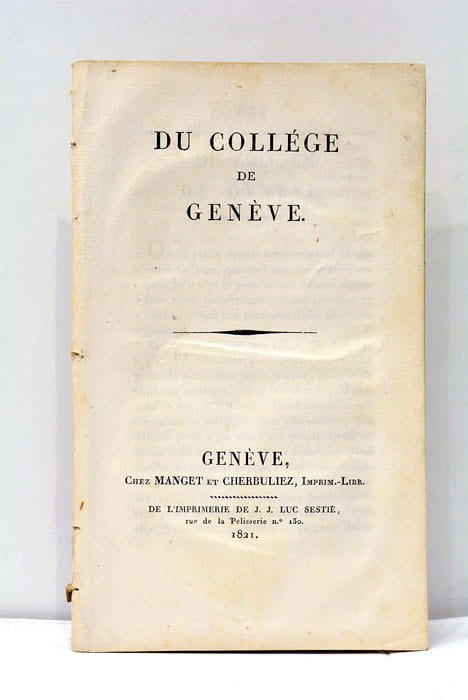 DU COLLÉGE
DE
GENÈVE.
GENÈVE,
CHEZ MANGET ET CHERBULIEZ, IMPRIM.-LIBR.
DE L'IMPRIMERIE DE J. J. LUC SESTIÉ,
rue de la Pelisserie n.º 130.
1821.